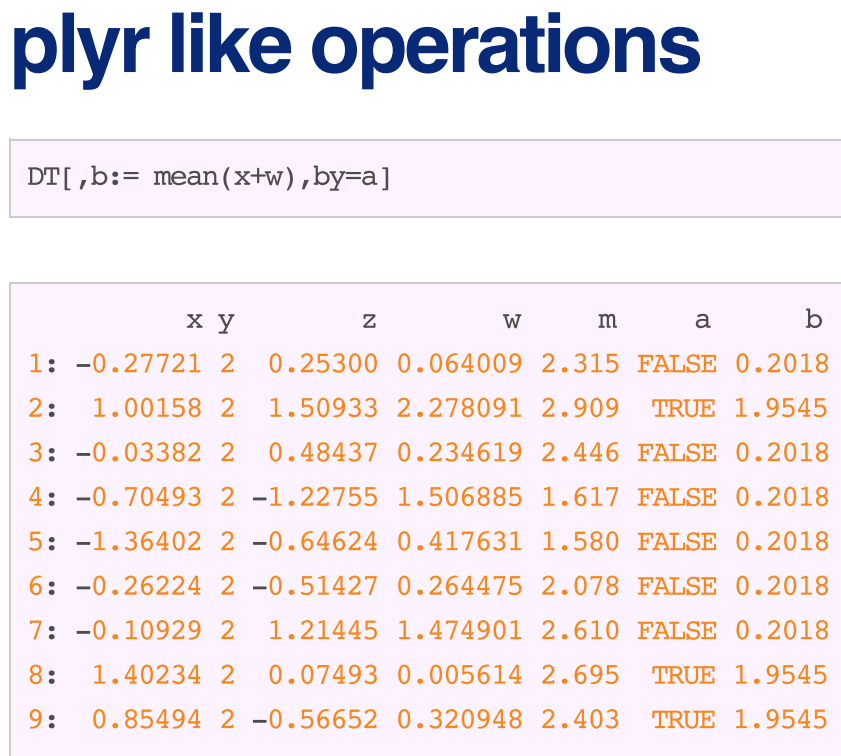 plyr like operations
DT[,b:= mean(x+w),by=a]
x y z w m a b
1: -0.27721 2 0.25300 0.064009 2.315 FALSE 0.2018
2: 1.00158 2 1.50933 2.278091 2.909 TRUE 1.9545
3: -0.03382 2 0.48437 0.234619 2.446 FALSE 0.2018
4: -0.70493 2 -1.22755 1.506885 1.617 FALSE 0.2018
5: -1.36402 2 -0.64624 0.417631 1.580 FALSE 0.2018
6: -0.26224 2 -0.51427 0.264475 2.078 FALSE 0.2018
7: -0.10929 2 1.21445 1.474901 2.610 FALSE 0.2018
8: 1.40234 2 0.07493 0.005614 2.695 TRUE 1.9545
9: 0.85494 2 -0.56652 0.320948 2.403 TRUE 1.9545